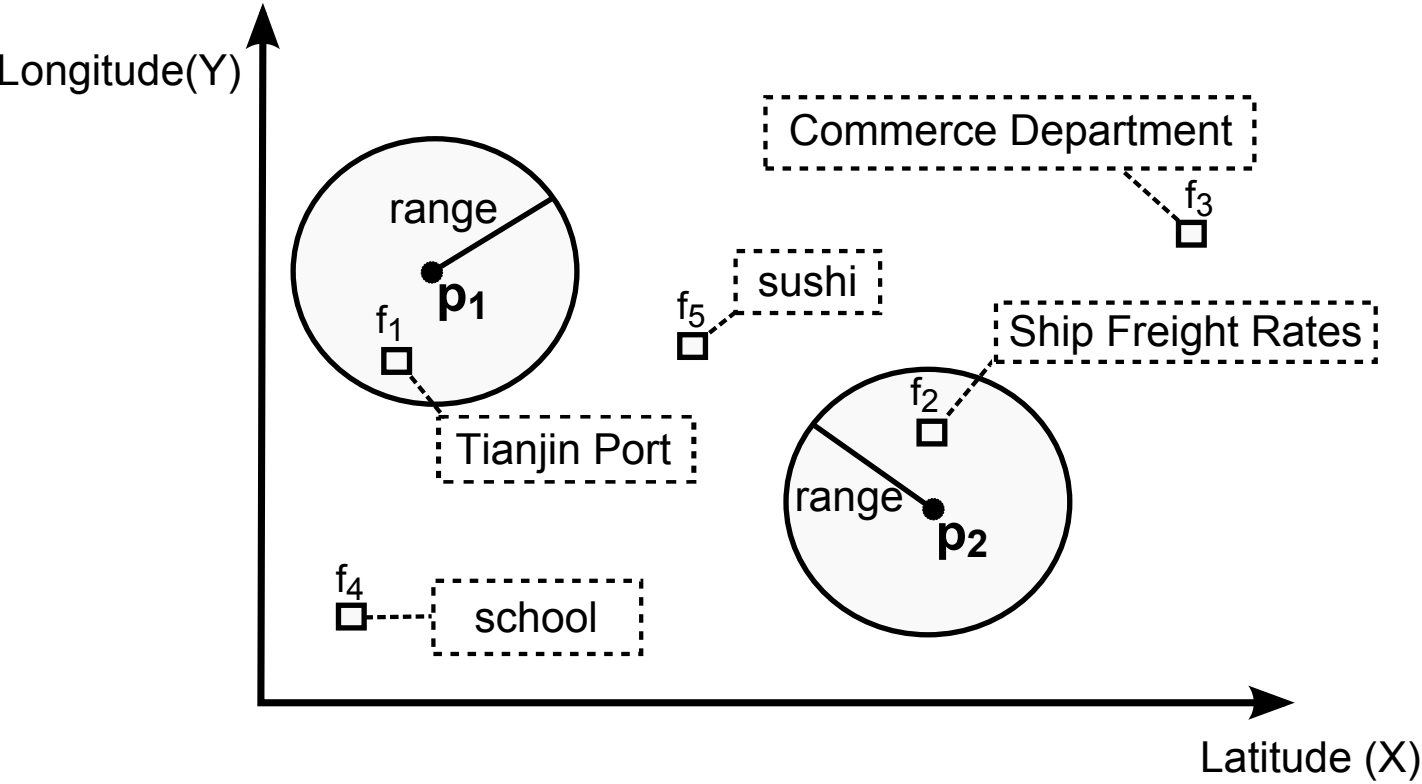 Longitude(Y)
Commerce Department
range
f3
p1
sushi
f1
f5
Ship Freight Rates
f2
Tianjin Port
range
p2
f4
school
Latitude (X)